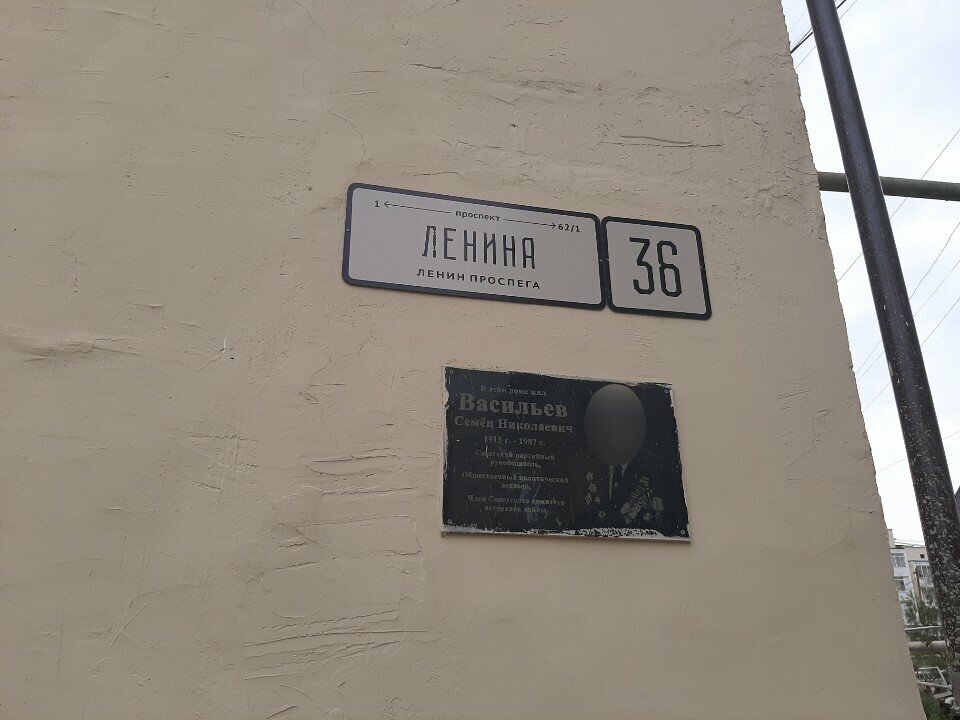 1 проспект 62/1
ЛЕНИНА
ЛЕНИН ПРОСПЕГА
36
В этом доме жил
Васильев
Семён Николаевич
1913 г. - 1987 г.
Советский партийный
руководитель,
Общественный политический
деятель,
Член Советского комитета
ветеранов войны.